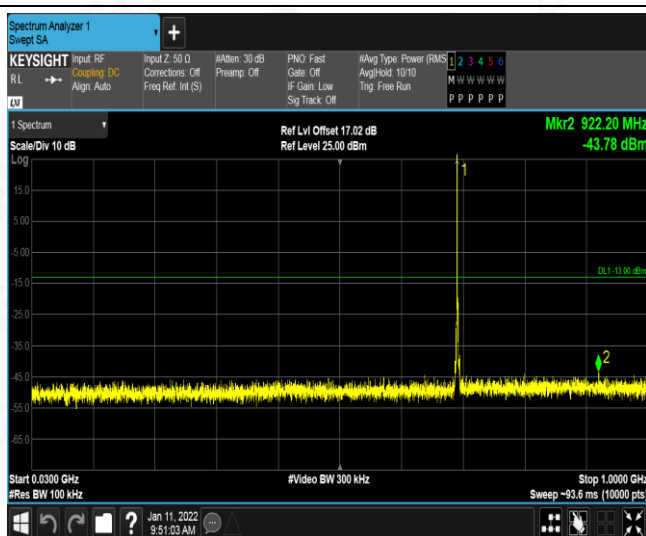 Spectrum Analyzer 1
Swept SA
+
KEYSIGHT
RL
LXI
Input: RF
Coupling: DC
Align: Auto
Input Z: 50 Ω
Corrections: Off
Freq Ref: Int (S)
#Atten: 30 dB
Preamp: Off
PNO: Fast
Gate: Off
IF Gain: Low
Sig Track: Off
#Avg Type: Power (RMS
Avg|Hold: 10/10
Trig: Free Run
1 2 3 4 5 6
M W W W W W
P P P P P P
1 Spectrum
Scale/Div 10 dB
Log
Ref Lvl Offset 17.02 dB
Ref Level 25.00 dBm
Mkr2 922.20 MHz
-43.78 dBm
1
15.0
5.00
-5.00
DL1 -13.00 dBm
-15.0
-25.0
-35.0
2
-45.0
-55.0
-65.0
Start 0.0300 GHz
#Res BW 100 kHz
#Video BW 300 kHz
Stop 1.0000 GHz
Sweep ~93.6 ms (10000 pts)
?
Jan 11, 2022
9:51:03 AM